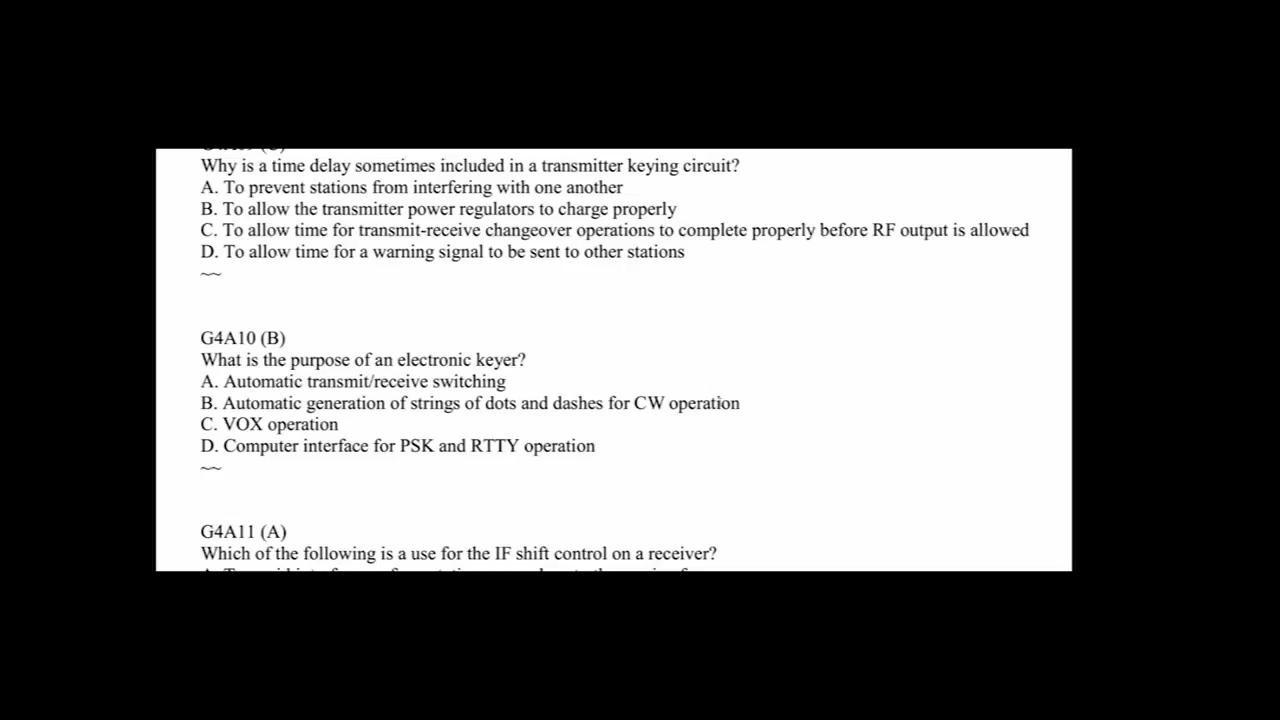 Why is a time delay sometimes included in a transmitter keying circuit?
A. To prevent stations from interfering with one another
B. To allow the transmitter power regulators to charge properly
C. To allow time for transmit-receive changeover operations to complete properly before RF output is allowed
D. To allow time for a warning signal to be sent to other stations
~~
G4A10 (B)
What is the purpose of an electronic keyer?
A. Automatic transmit/receive switching
B. Automatic generation of strings of dots and dashes for CW operation
C. VOX operation
D. Computer interface for PSK and RTTY operation
~~
G4A11 (A)
Which of the following is a use for the IF shift control on a receiver?